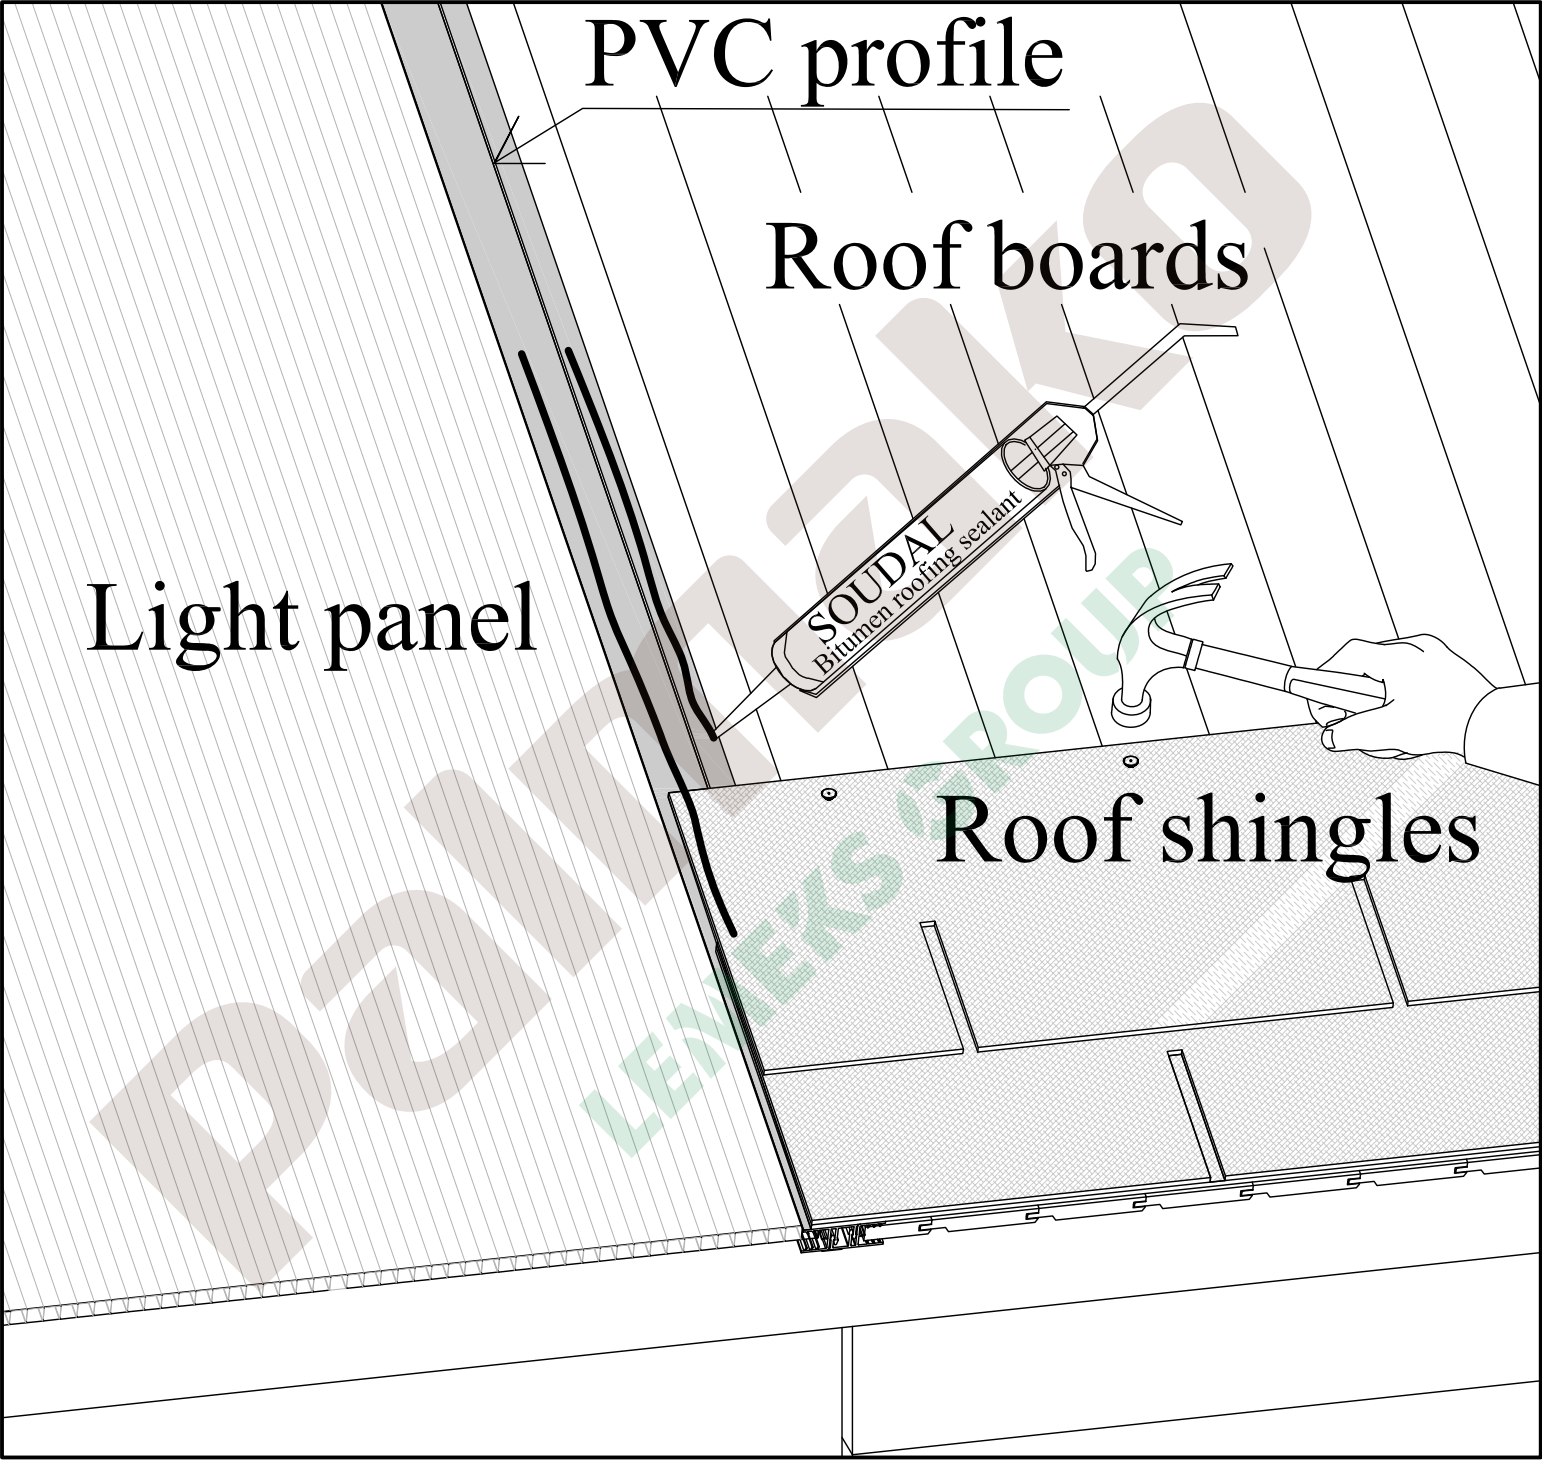 PVC profile
Roof boards
SOUDAL
Bitumen roofing sealant
Light panel
Roof shingles
palmako
LEMEKS GROUP